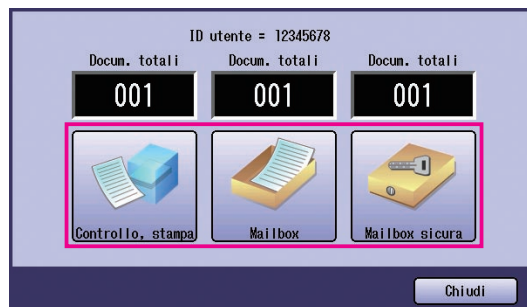 ID utente = 12345678
Docum. totali Docum. totali Docum. totali
001 001 001
Controllo, stampa Mailbox Mailbox sicura
Chiudi